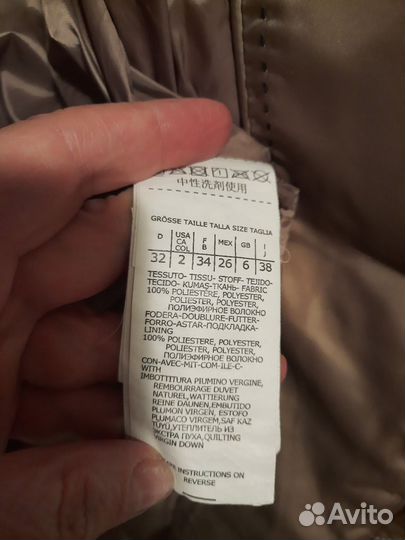 中性洗剤使用
GRÖSSE TAILLE TALLA SIZE TAGLIA
D USA CA COL F B MEX GB I J
32 2 34 26 6 38
TESSUTO- TISSU- STOFF- TEJIDO-
TECIDO- KUMAŞ-ТКАНЬ- FABRIC
100% POLIESTERE, POLYESTER,
POLIESTER, POLYESTER,
ПОЛИЭФИРНОЕ ВОЛОКНО
FODERA-DOUBLURE-FUTTER-
FORRO-ASTAR-ПОДКЛАДКА-
LINING
100% POLIESTERE, POLYESTER,
POLIESTER, POLYESTER,
ПОЛИЭФИРНОЕ ВОЛОКНО
CON-AVEC-MIT-COM-ILE-С-
WITH
IMBOTTITURA PIUMINO VERGINE,
REMBOURRAGE DUVET
NATUREL,WATTIERUNG
REINE DAUNEN,EMBUTIDO
PLUMON VIRGEN, ESTOFO
PLUMACO VIRGEM,SAF KAZ
TÜYÜ,УТЕПЛИТЕЛЬ ИЗ
ЭКСТРА ПУХА,QUILTING
VIRGIN DOWN
INSTRUCTIONS ON
REVERSE
Avito